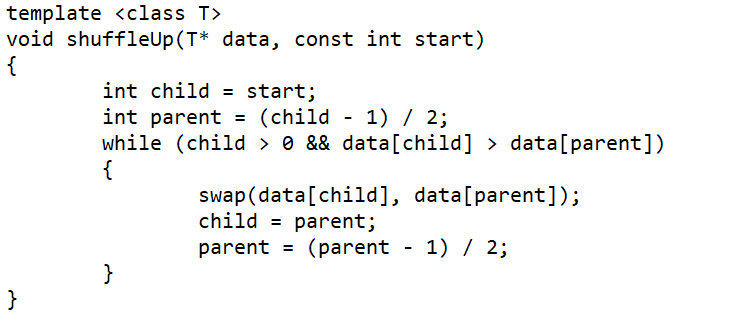 template <class T>
void shuffleUp(T* data, const int start)
{
        int child = start;
        int parent = (child - 1) / 2;
        while (child > 0 && data[child] > data[parent])
        {
                swap(data[child], data[parent]);
                child = parent;
                parent = (parent - 1) / 2;
        }
}